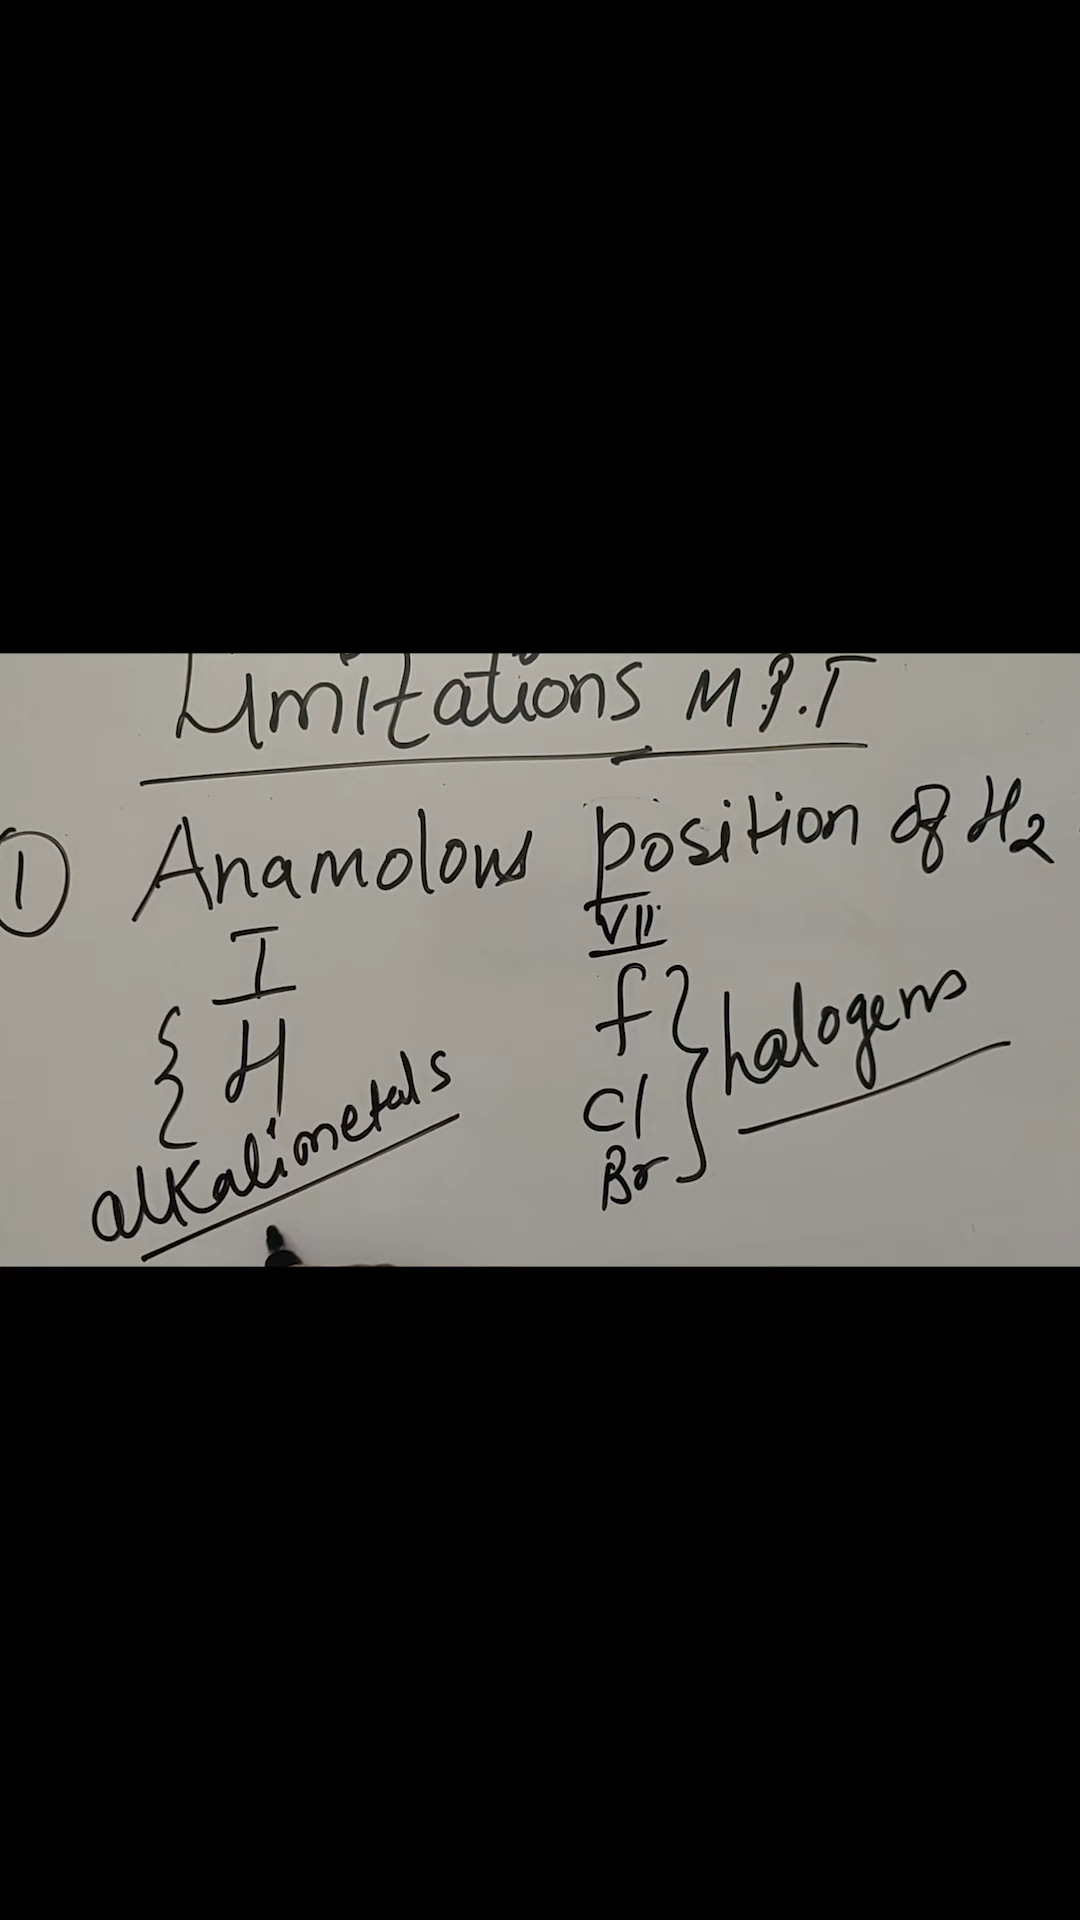 Limitations M.P.T
① Anamolous position of H2
I
VII
H
f
Cl
Br
alkalimetals
halogens